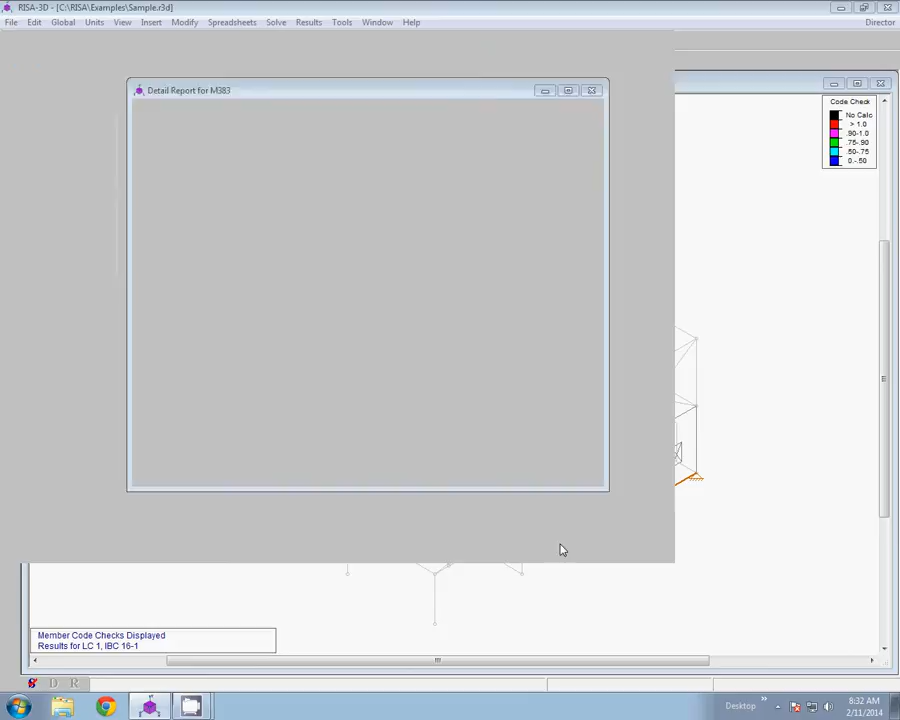 RISA-3D - [C:\RISA\Examples\Sample.r3d]
File Edit Global Units View Insert Modify Spreadsheets Solve Results Tools Window Help Director
Detail Report for M383
Code Check
No Calc
> 1.0
.90-1.0
.75-.90
.50-.75
0.-.50
Member Code Checks Displayed
Results for LC 1, IBC 16-1
D R
Desktop »
8:32 AM
2/11/2014